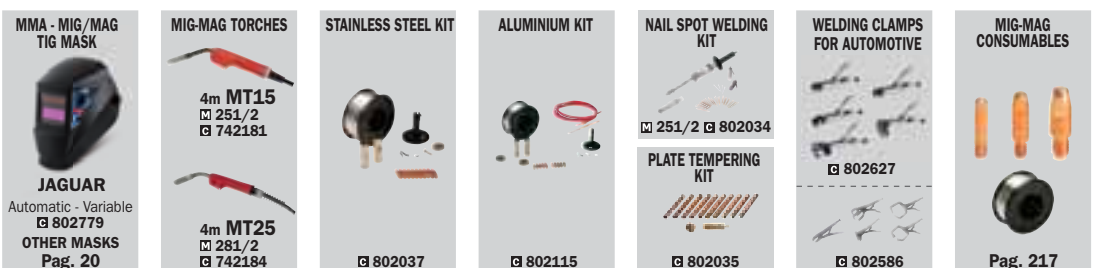 MMA - MIG/MAG
TIG MASK
JAGUAR
Automatic - Variable
C 802779
OTHER MASKS
Pag. 20
MIG-MAG TORCHES
4m MT15
M 251/2
C 742181
4m MT25
M 281/2
C 742184
STAINLESS STEEL KIT
C 802037
ALUMINIUM KIT
C 802115
NAIL SPOT WELDING
KIT
M 251/2 C 802034
PLATE TEMPERING
KIT
C 802035
WELDING CLAMPS
FOR AUTOMOTIVE
C 802627
C 802586
MIG-MAG
CONSUMABLES
Pag. 217